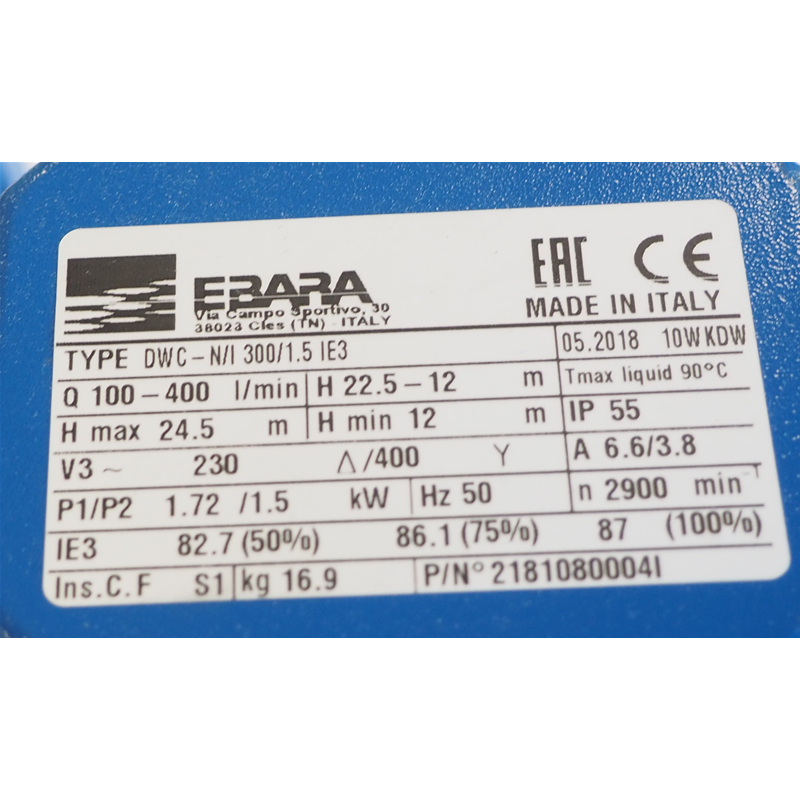 EBARA
Via Campo Sportivo, 30
38023 Cles (TN) - ITALY
EAC CE
MADE IN ITALY
TYPE DWC-N/I 300/1.5 IE3 05.2018 10WKDW
Q 100-400 l/min H 22.5-12 m Tmax liquid 90°C
H max 24.5 m H min 12 m IP 55
V3~ 230 Δ/400 Y A 6.6/3.8
P1/P2 1.72 /1.5 kW Hz 50 n 2900 min
IE3 82.7(50%) 86.1(75%) 87 (100%)
Ins.C.F S1 kg 16.9 P/N° 2181080004I